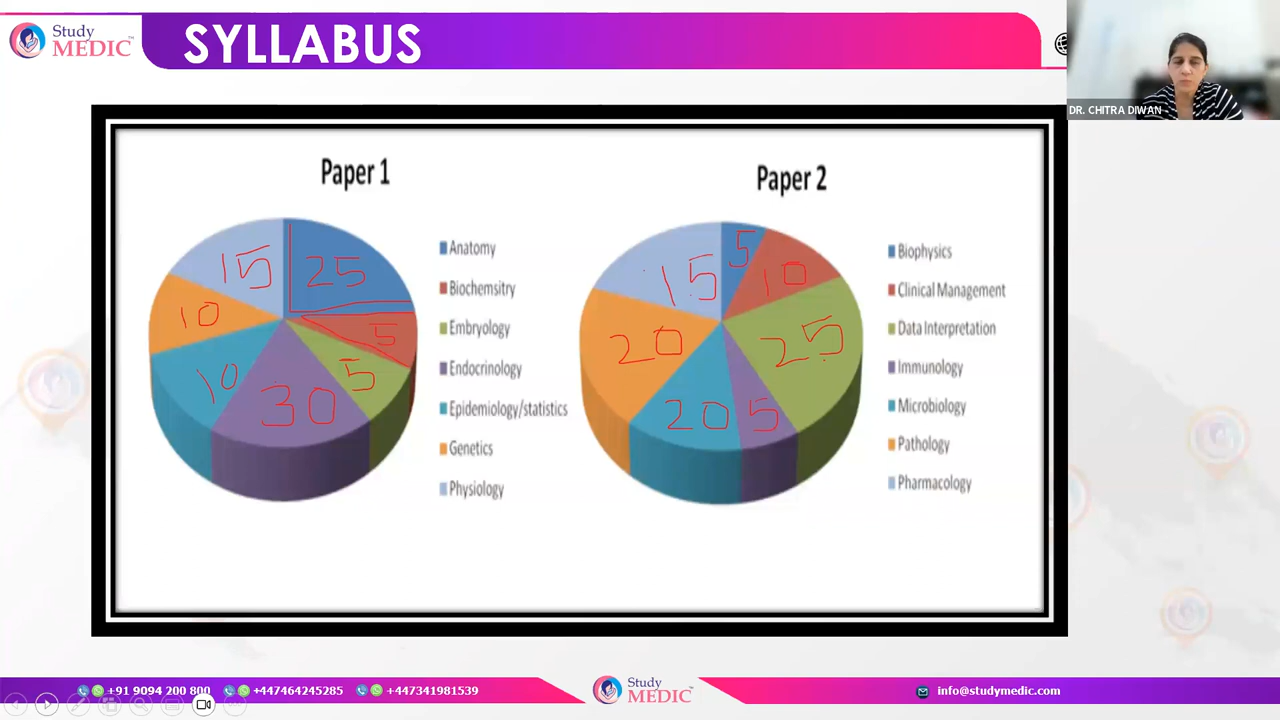 Study
MEDIC™
SYLLABUS
DR. CHITRA DIWAN
Paper 1
15
25
10
5
10
30
5
Anatomy
Biochemsitry
Embryology
Endocrinology
Epidemiology/statistics
Genetics
Physiology
Paper 2
15
5
10
20
25
20
5
Biophysics
Clinical Management
Data Interpretation
Immunology
Microbiology
Pathology
Pharmacology
+91 9094 200 800
+447464245285
+447341981539
Study
MEDIC
info@studymedic.com